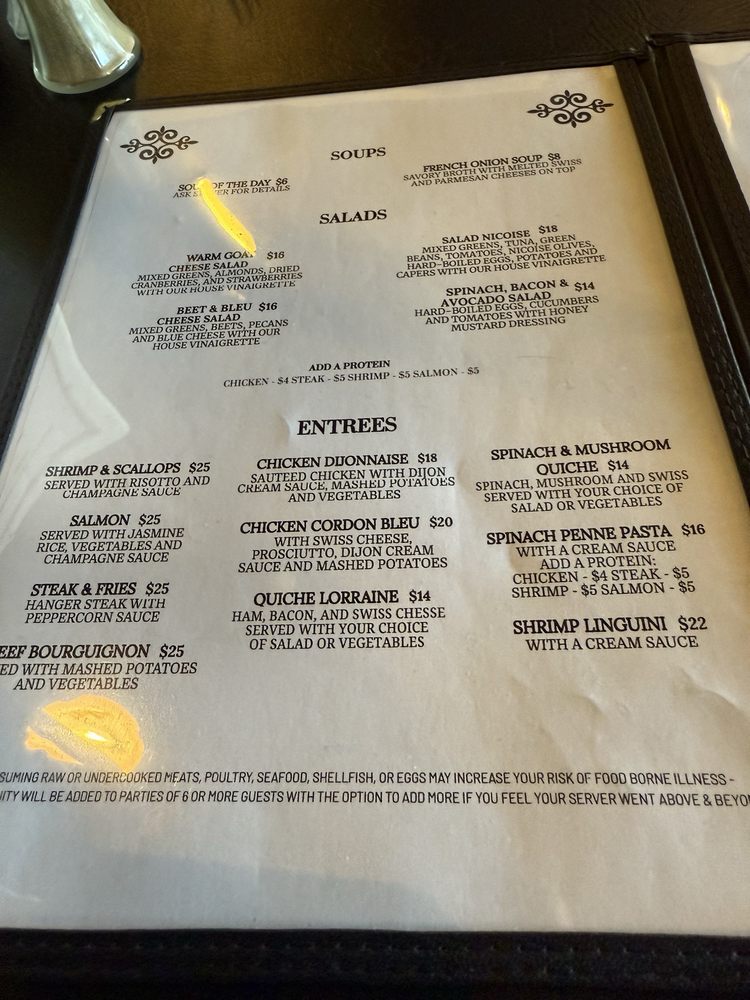 SOUPS
SOUP OF THE DAY $6
ASK SERVER FOR DETAILS
FRENCH ONION SOUP $8
SAVORY BROTH WITH MELTED SWISS
AND PARMESAN CHEESES ON TOP
SALADS
WARM GOAT $16
CHEESE SALAD
MIXED GREENS, ALMONDS, DRIED
CRANBERRIES, AND STRAWBERRIES
WITH OUR HOUSE VINAIGRETTE
BEET & BLEU $16
CHEESE SALAD
MIXED GREENS, BEETS, PECANS
AND BLUE CHEESE WITH OUR
HOUSE VINAIGRETTE
SALAD NICOISE $18
MIXED GREENS, TUNA, GREEN
BEANS, TOMATOES, NICOISE OLIVES,
HARD-BOILED EGGS, POTATOES AND
CAPERS WITH OUR HOUSE VINAIGRETTE
SPINACH, BACON & $14
AVOCADO SALAD
HARD-BOILED EGGS, CUCUMBERS
AND TOMATOES WITH HONEY
MUSTARD DRESSING
ADD A PROTEIN
CHICKEN - $4 STEAK - $5 SHRIMP - $5 SALMON - $5
ENTREES
SHRIMP & SCALLOPS $25
SERVED WITH RISOTTO AND
CHAMPAGNE SAUCE
SALMON $25
SERVED WITH JASMINE
RICE, VEGETABLES AND
CHAMPAGNE SAUCE
STEAK & FRIES $25
HANGER STEAK WITH
PEPPERCORN SAUCE
EEF BOURGUIGNON $25
ED WITH MASHED POTATOES
AND VEGETABLES
CHICKEN DIJONNAISE $18
SAUTEED CHICKEN WITH DIJON
CREAM SAUCE, MASHED POTATOES
AND VEGETABLES
CHICKEN CORDON BLEU $20
WITH SWISS CHEESE,
PROSCIUTTO, DIJON CREAM
SAUCE AND MASHED POTATOES
QUICHE LORRAINE $14
HAM, BACON, AND SWISS CHESSE
SERVED WITH YOUR CHOICE
OF SALAD OR VEGETABLES
SPINACH & MUSHROOM
QUICHE $14
SPINACH, MUSHROOM AND SWISS
SERVED WITH YOUR CHOICE OF
SALAD OR VEGETABLES
SPINACH PENNE PASTA $16
WITH A CREAM SAUCE
ADD A PROTEIN:
CHICKEN - $4 STEAK - $5
SHRIMP - $5 SALMON - $5
SHRIMP LINGUINI $22
WITH A CREAM SAUCE
SUMING RAW OR UNDERCOOKED MEATS, POULTRY, SEAFOOD, SHELLFISH, OR EGGS MAY INCREASE YOUR RISK OF FOOD BORNE ILLNESS -
ITY WILL BE ADDED TO PARTIES OF 6 OR MORE GUESTS WITH THE OPTION TO ADD MORE IF YOU FEEL YOUR SERVER WENT ABOVE & BEYO